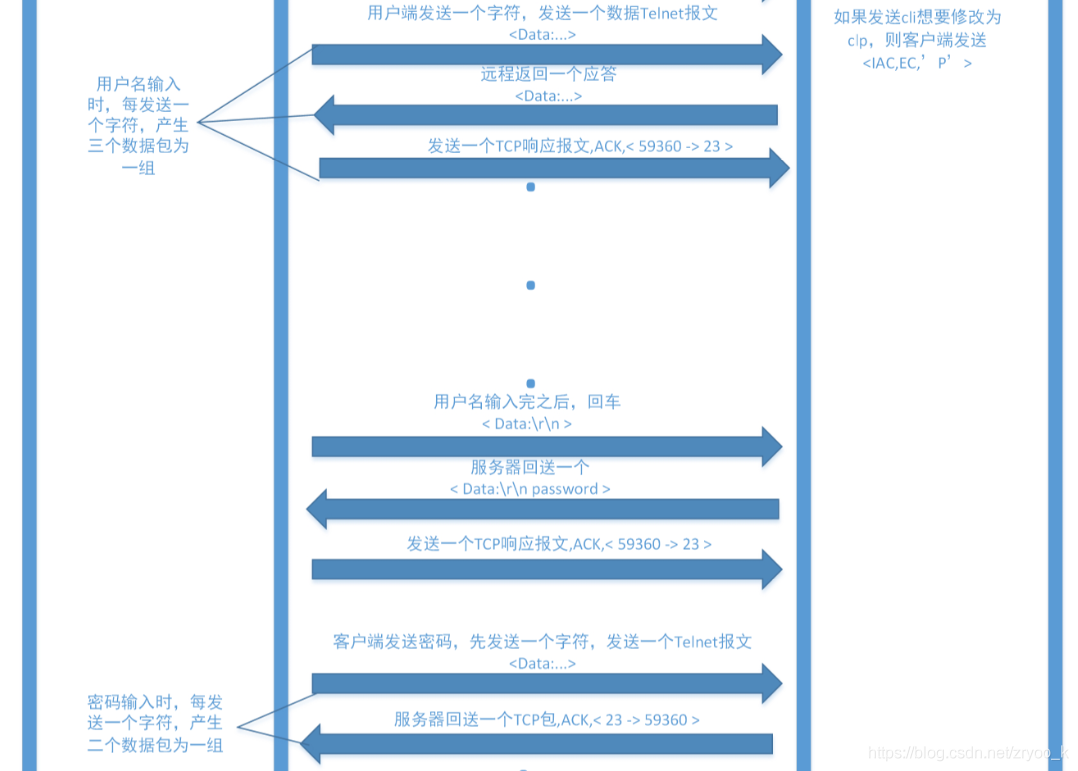 用户端发送一个字符，发送一个数据Telnet报文
<Data:...>
如果发送cli想要修改为
clp，则客户端发送
<IAC,EC,’P’>
用户名输入
时，每发送一
个字符，产生
三个数据包为
一组
远程返回一个应答
<Data:...>
发送一个TCP响应报文,ACK,< 59360 -> 23 >
用户名输入完之后，回车
< Data:\r\n >
服务器回送一个
< Data:\r\n password >
发送一个TCP响应报文,ACK,< 59360 -> 23 >
客户端发送密码，先发送一个字符，发送一个Telnet报文
<Data:...>
密码输入时，每发
送一个字符，产生
二个数据包为一组
服务器回送一个TCP包,ACK,< 23 -> 59360 >
https://blog.csdn.net/zryoo_k